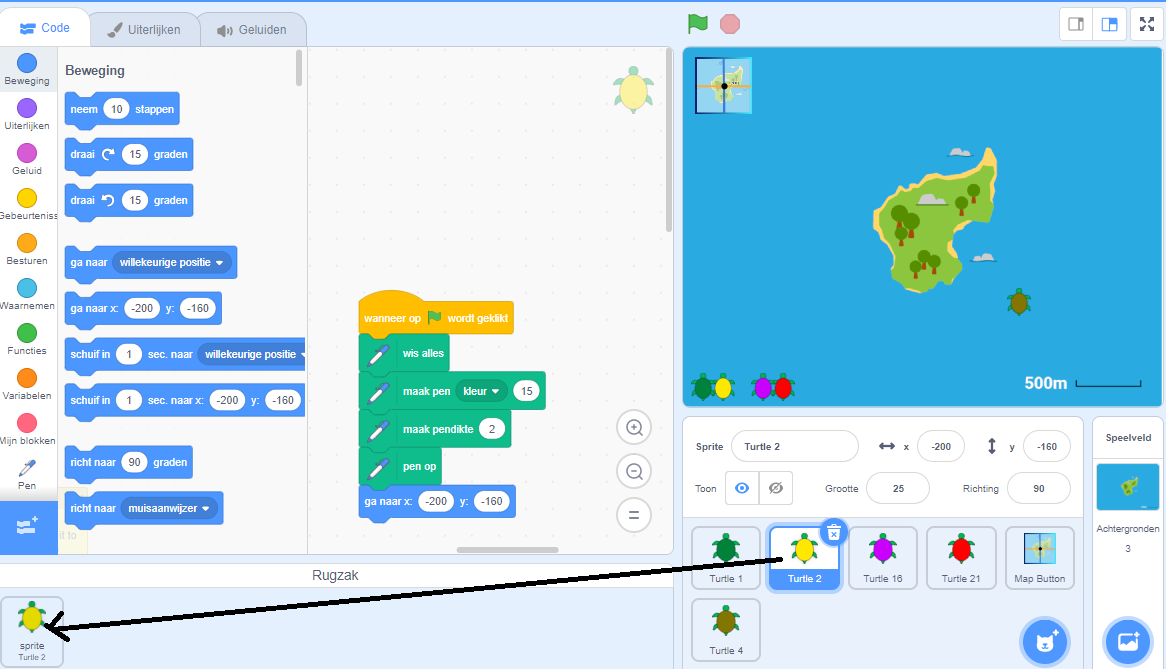 Code
Uiterlijken
Geluiden
Beweging
Uiterlijken
Geluid
Gebeurteniss
Besturen
Waarnemen
Functies
Variabelen
Mijn blokken
Pen
Beweging
neem 10 stappen
draai 15 graden
draai 15 graden
ga naar willekeurige positie
ga naar x: -200 y: -160
schuif in 1 sec. naar willekeurige positie
schuif in 1 sec. naar x: -200 y: -160
richt naar 90 graden
richt naar muisaanwijzer
it to
wanneer op wordt geklikt
wis alles
maak pen kleur 15
maak pendikte 2
pen op
ga naar x: -200 y: -160
500m
Sprite Turtle 2 x -200 y -160
Toon Grootte 25 Richting 90
Turtle 1
Turtle 2
Turtle 16
Turtle 21
Map Button
Turtle 4
Speelveld
Achtergronden
3
Rugzak
sprite
Turtle 2